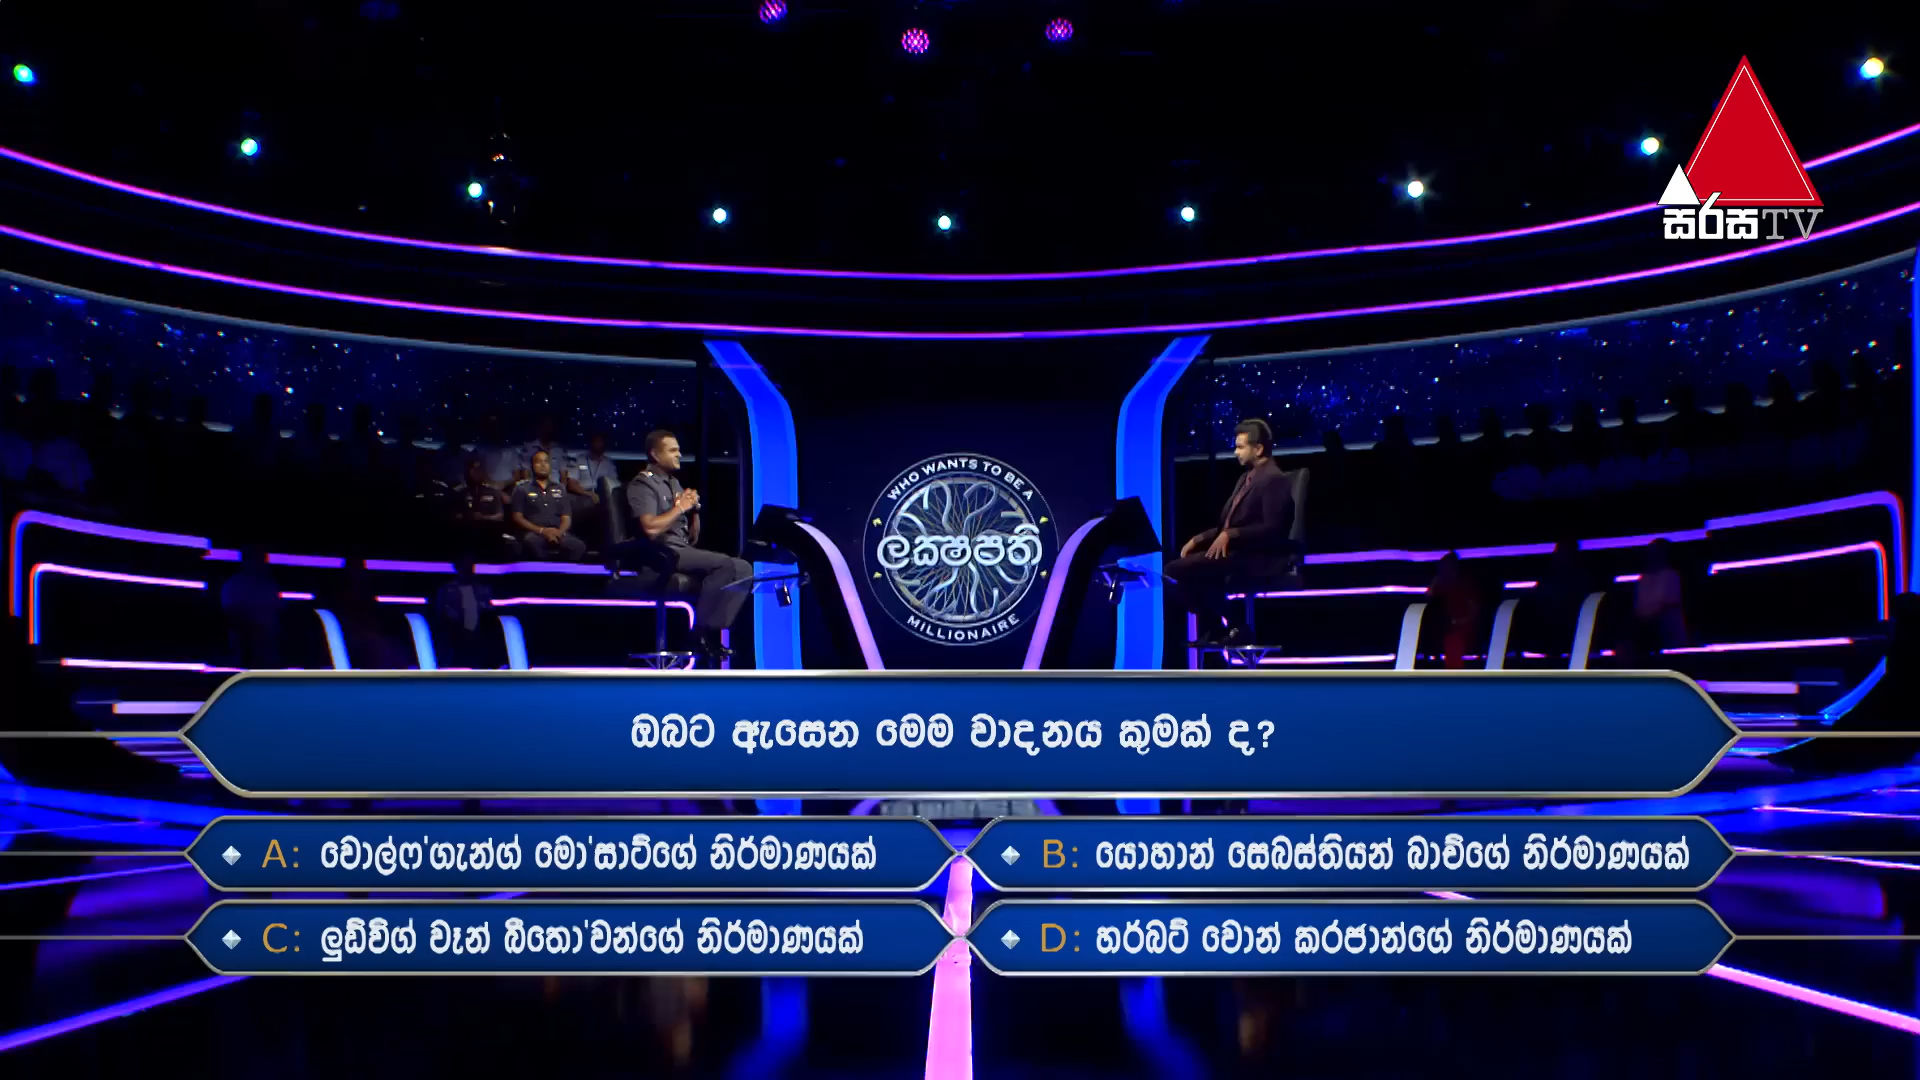 සිරස TV
WHO WANTS TO BE A
ලක්ෂපති
MILLIONAIRE
ඔබට ඇසෙන මෙම වාදනය කුමක් ද?
A: වොල්ෆ'ගැන්ග් මො'සාට්ගේ නිර්මාණයක්
B: යොහාන් සෙබස්තියන් බාච්ගේ නිර්මාණයක්
C: ලුඩ්විග් වෑන් බීතො'වන්ගේ නිර්මාණයක්
D: හර්බට් වොන් කරජාන්ගේ නිර්මාණයක්